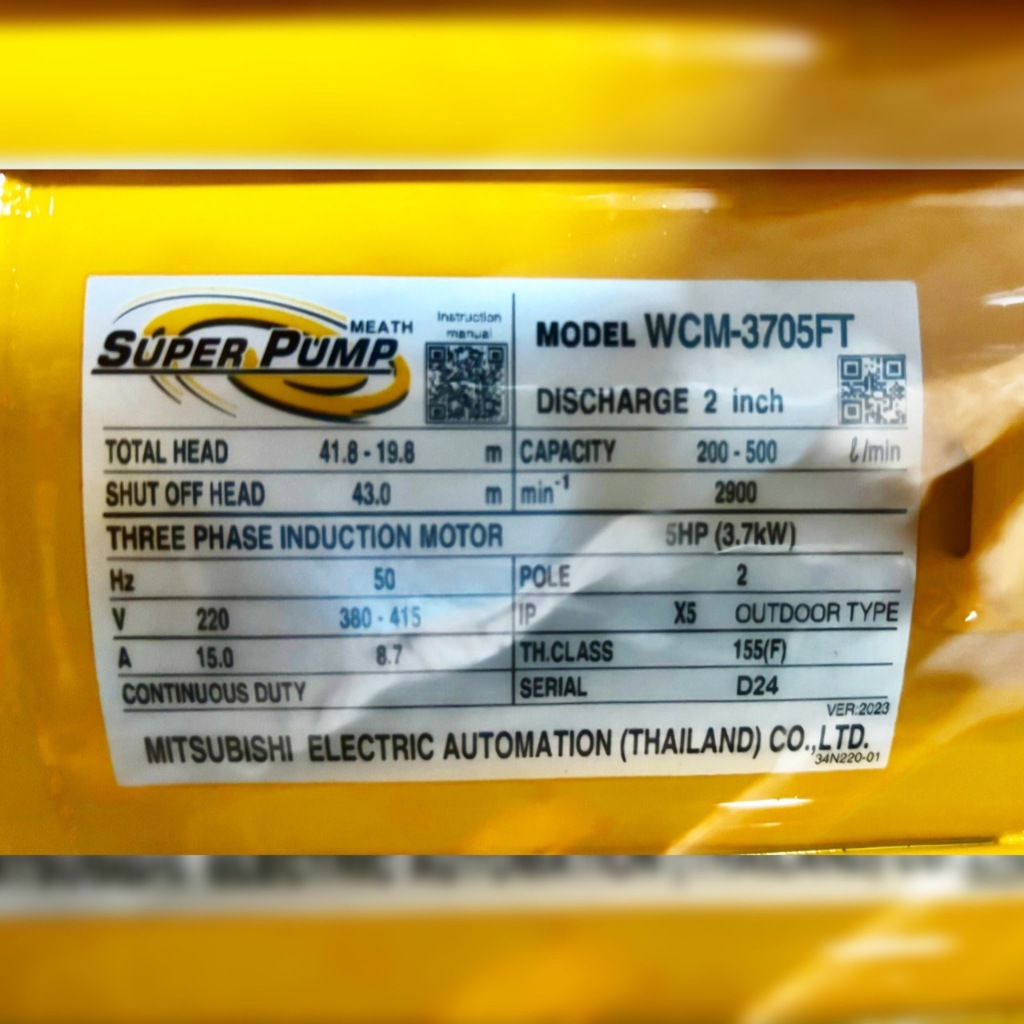 MEATH
SUPER PUMP
Instruction
manual
MODEL WCM-3705FT
DISCHARGE 2 inch
TOTAL HEAD 41.8 - 19.8 m CAPACITY 200 - 500 ℓ/min
SHUT OFF HEAD 43.0 m min⁻¹ 2900
THREE PHASE INDUCTION MOTOR 5HP (3.7kW)
Hz 50 POLE 2
V 220 380 - 415 IP X5 OUTDOOR TYPE
A 15.0 8.7 TH.CLASS 155(F)
CONTINUOUS DUTY SERIAL D24
VER:2023
MITSUBISHI ELECTRIC AUTOMATION (THAILAND) CO.,LTD.
34N220-01